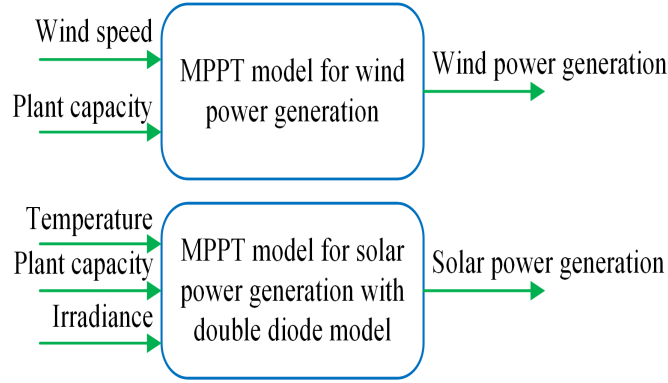 Wind speed
Plant capacity
MPPT model for wind
power generation
Wind power generation
Temperature
Plant capacity
Irradiance
MPPT model for solar
power generation with
double diode model
Solar power generation